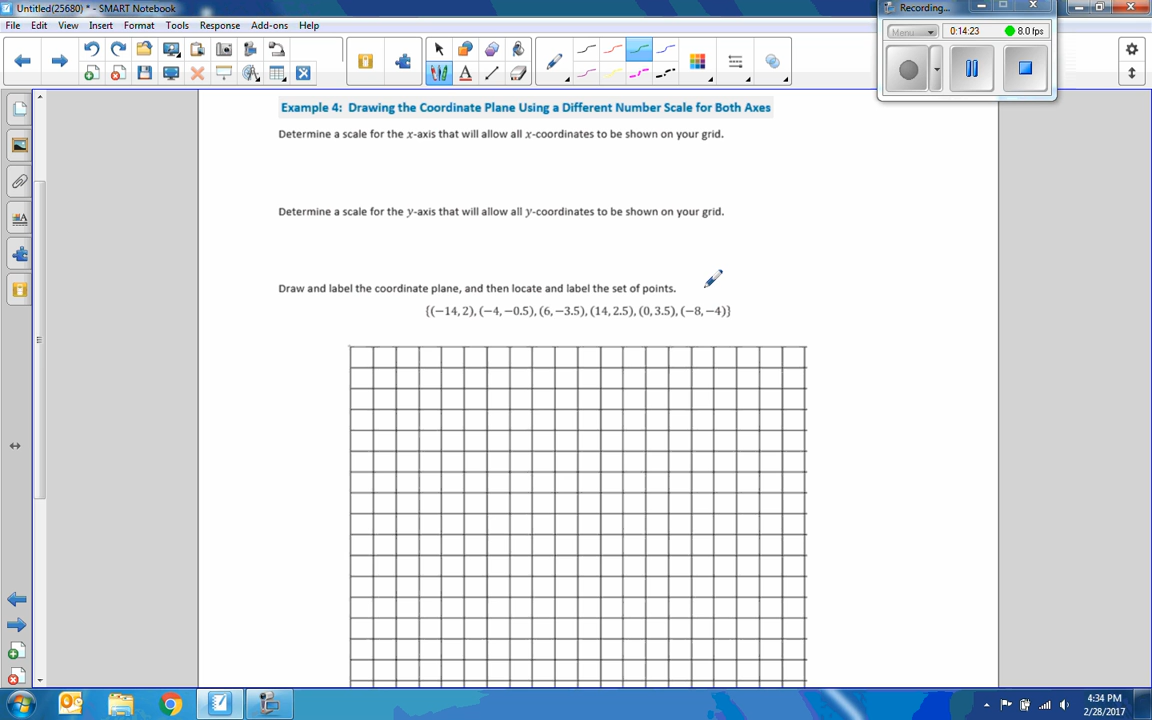 Untitled(25680) * - SMART Notebook
Recording...
File Edit View Insert Format Tools Response Add-ons Help
Menu 0:14:23 8.0 fps
Example 4: Drawing the Coordinate Plane Using a Different Number Scale for Both Axes
Determine a scale for the x-axis that will allow all x-coordinates to be shown on your grid.
Determine a scale for the y-axis that will allow all y-coordinates to be shown on your grid.
Draw and label the coordinate plane, and then locate and label the set of points.
{(−14, 2), (−4, −0.5), (6, −3.5), (14, 2.5), (0, 3.5), (−8, −4)}
4:34 PM
2/28/2017